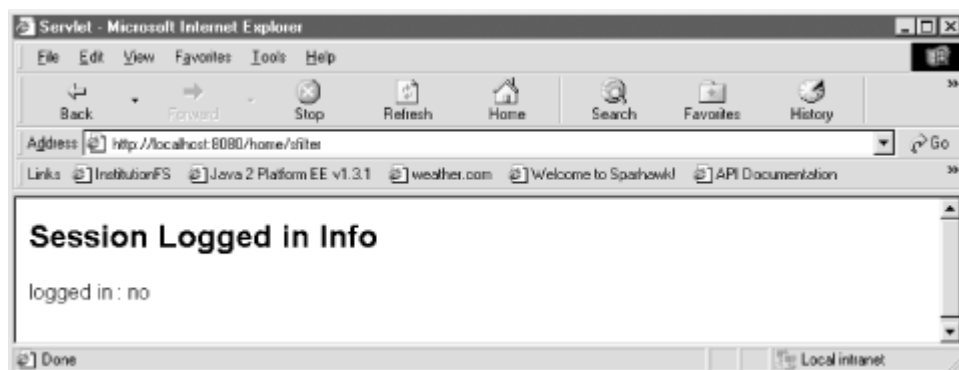 Servlet - Microsoft Internet Explorer
File Edit View Favorites Tools Help
Back Forward Stop Refresh Home Search Favorites History »
Address http://localhost:8080/home/sfilter Go
Links InstitutionFS Java 2 Platform EE v1.3.1 weather.com Welcome to Sparhawk! API Documentation »
Session Logged in Info
logged in : no
Done Local intranet